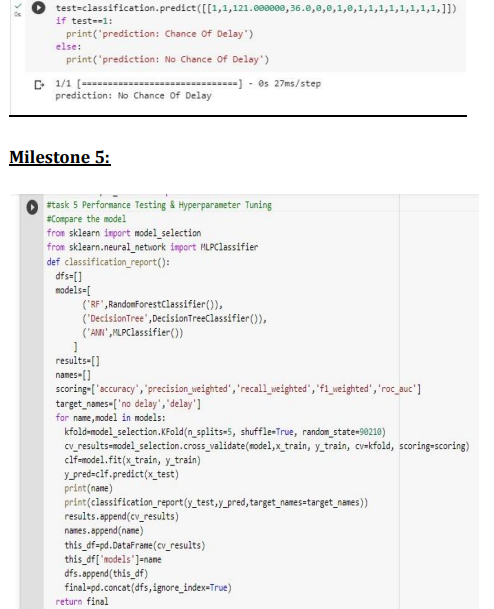 test=classification.predict([[1,1,121.000000,36.0,0,0,1,0,1,1,1,1,1,1,1,1,]])
if test==1:
print('prediction: Chance Of Delay')
else:
print('prediction: No Chance Of Delay')
0s
1/1 [==============================] - 0s 27ms/step
prediction: No Chance Of Delay
Milestone 5:
#task 5 Performance Testing & Hyperparameter Tuning
#Compare the model
from sklearn import model_selection
from sklearn.neural_network import MLPClassifier
def classification_report():
dfs=[]
models=[
('RF',RandomForestClassifier()),
('DecisionTree',DecisionTreeClassifier()),
('ANN',MLPClassifier())
]
results=[]
names=[]
scoring=['accuracy','precision_weighted','recall_weighted','f1_weighted','roc_auc']
target_names=['no delay','delay']
for name,model in models:
kfold=model_selection.KFold(n_splits=5, shuffle=True, random_state=90210)
cv_results=model_selection.cross_validate(model,x_train, y_train, cv=kfold, scoring=scoring)
clf=model.fit(x_train, y_train)
y_pred=clf.predict(x_test)
print(name)
print(classification_report(y_test,y_pred,target_names=target_names))
results.append(cv_results)
names.append(name)
this_df=pd.DataFrame(cv_results)
this_df['models']=name
dfs.append(this_df)
final=pd.concat(dfs,ignore_index=True)
return final